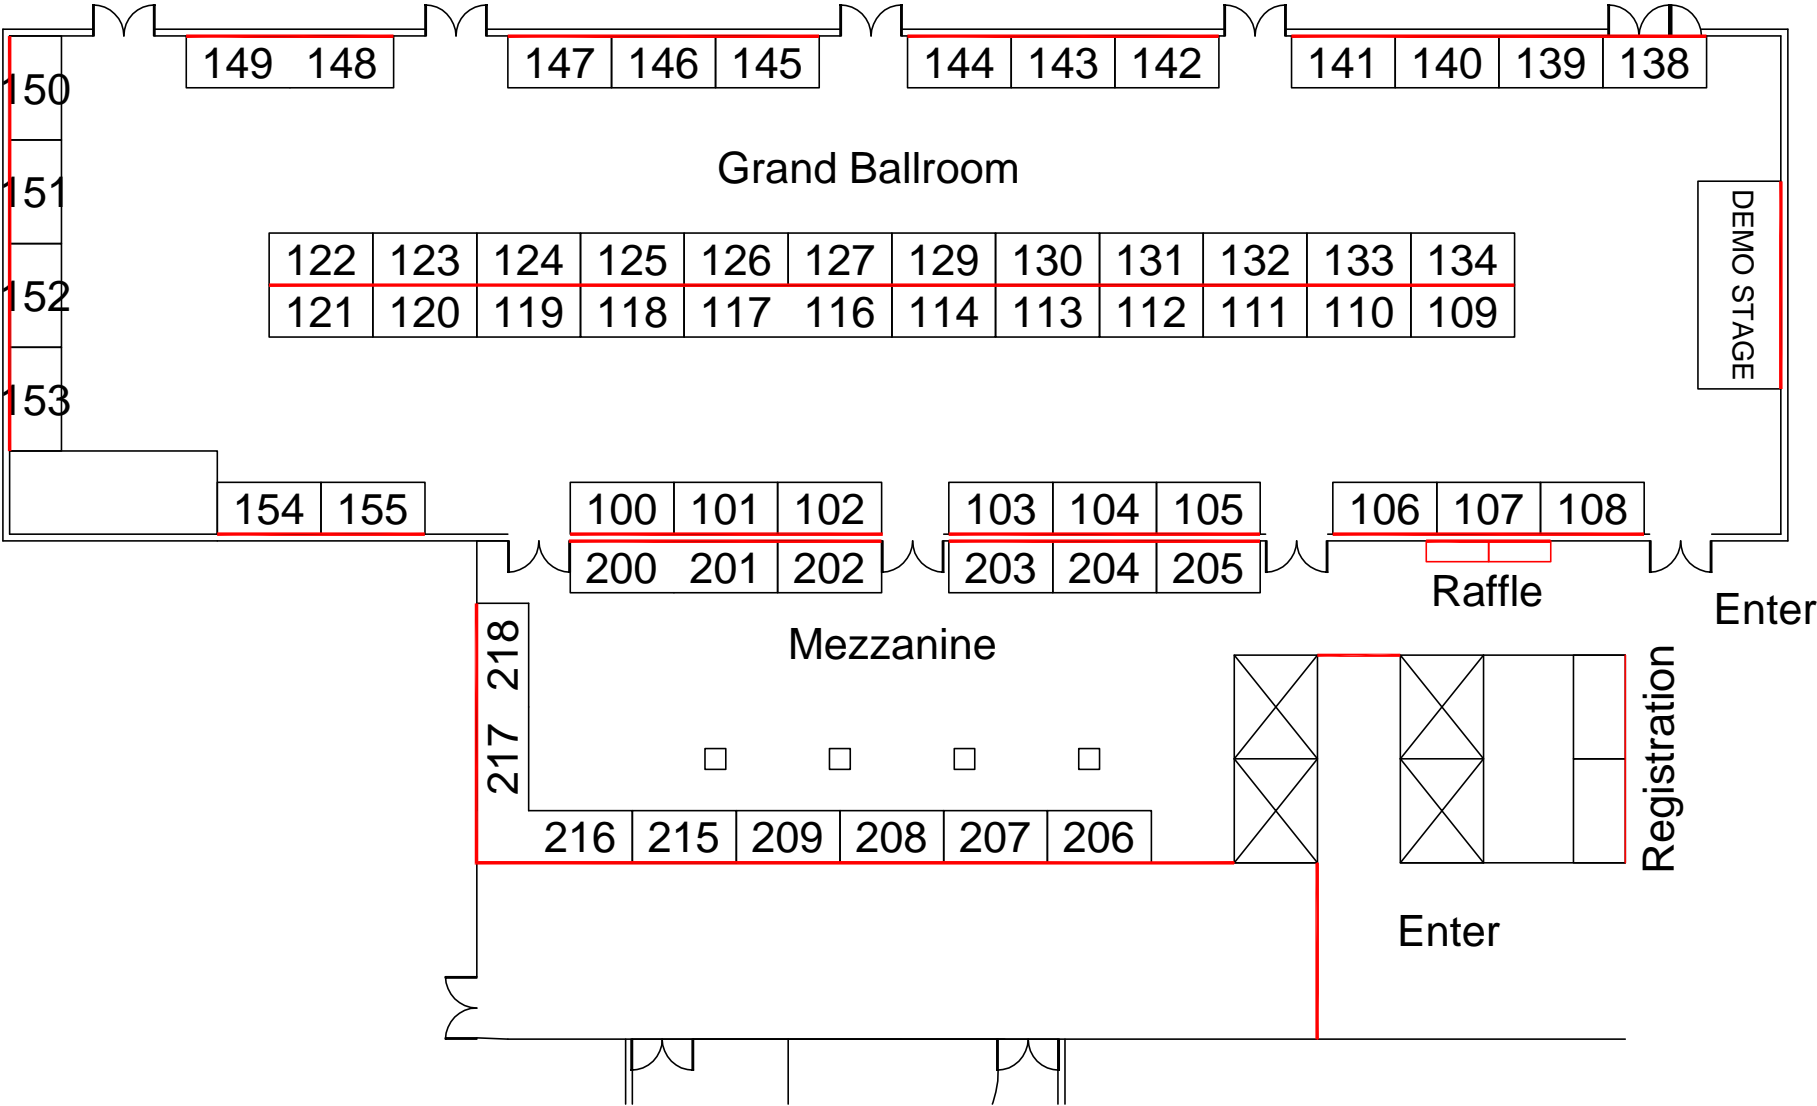 149 148 147 146 145 144 143 142 141 140 139 138
150
151
152
153
Grand Ballroom
DEMO STAGE
122 123 124 125 126 127 129 130 131 132 133 134
121 120 119 118 117 116 114 113 112 111 110 109
154 155 100 101 102 103 104 105 106 107 108
200 201 202 203 204 205
Raffle
Enter
Mezzanine
218
217
Registration
216 215 209 208 207 206
Enter